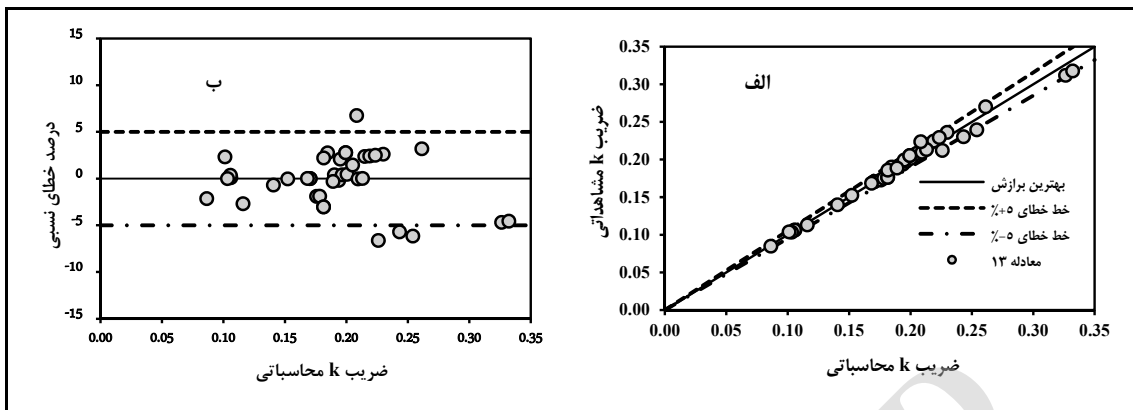 الف
0.35
0.30
0.25
0.20
0.15
0.10
0.05
0.00
0.00 0.05 0.10 0.15 0.20 0.25 0.30 0.35
ضریب k مشاهداتی
ضریب k محاسباتی
بهترین برازش
خط خطای ۵+٪
خط خطای ۵-٪
معادله ۱۳
ب
15
10
5
0
-5
-10
-15
0.00 0.05 0.10 0.15 0.20 0.25 0.30 0.35
درصد خطای نسبی
ضریب k محاسباتی